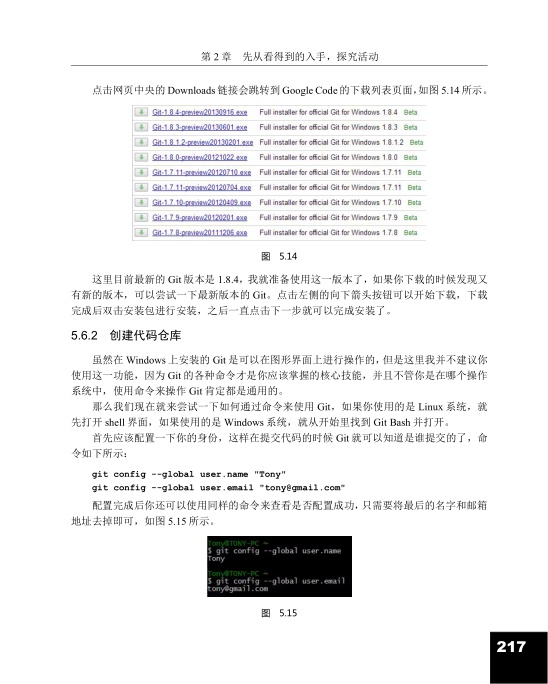 第 2 章 先从看得到的入手，探究活动
点击网页中央的 Downloads 链接会跳转到 Google Code 的下载列表页面，如图 5.14 所示。
Git-1.8.4-preview20130916.exe Full installer for official Git for Windows 1.8.4 Beta
Git-1.8.3-preview20130601.exe Full installer for official Git for Windows 1.8.3 Beta
Git-1.8.1.2-preview20130201.exe Full installer for official Git for Windows 1.8.1.2 Beta
Git-1.8.0-preview20121022.exe Full installer for official Git for Windows 1.8.0 Beta
Git-1.7.11-preview20120710.exe Full installer for official Git for Windows 1.7.11 Beta
Git-1.7.11-preview20120704.exe Full installer for official Git for Windows 1.7.11 Beta
Git-1.7.10-preview20120409.exe Full installer for official Git for Windows 1.7.10 Beta
Git-1.7.9-preview20120201.exe Full installer for official Git for Windows 1.7.9 Beta
Git-1.7.8-preview20111206.exe Full installer for official Git for Windows 1.7.8 Beta
图 5.14
这里目前最新的 Git 版本是 1.8.4，我就准备使用这一版本了，如果你下载的时候发现又
有新的版本，可以尝试一下最新版本的 Git。点击左侧的向下箭头按钮可以开始下载，下载
完成后双击安装包进行安装，之后一直点击下一步就可以完成安装了。
5.6.2 创建代码仓库
虽然在 Windows 上安装的 Git 是可以在图形界面上进行操作的，但是这里我并不建议你
使用这一功能，因为 Git 的各种命令才是你应该掌握的核心技能，并且不管你是在哪个操作
系统中，使用命令来操作 Git 肯定都是通用的。
那么我们现在就来尝试一下如何通过命令来使用 Git，如果你使用的是 Linux 系统，就
先打开 shell 界面，如果使用的是 Windows 系统，就从开始里找到 Git Bash 并打开。
首先应该配置一下你的身份，这样在提交代码的时候 Git 就可以知道是谁提交的了，命
令如下所示：
git config --global user.name "Tony"
git config --global user.email "tony@gmail.com"
配置完成后你还可以使用同样的命令来查看是否配置成功，只需要将最后的名字和邮箱
地址去掉即可，如图 5.15 所示。
Tony@TONY-PC ~
$ git config --global user.name
Tony
Tony@TONY-PC ~
$ git config --global user.email
tony@gmail.com
图 5.15
217